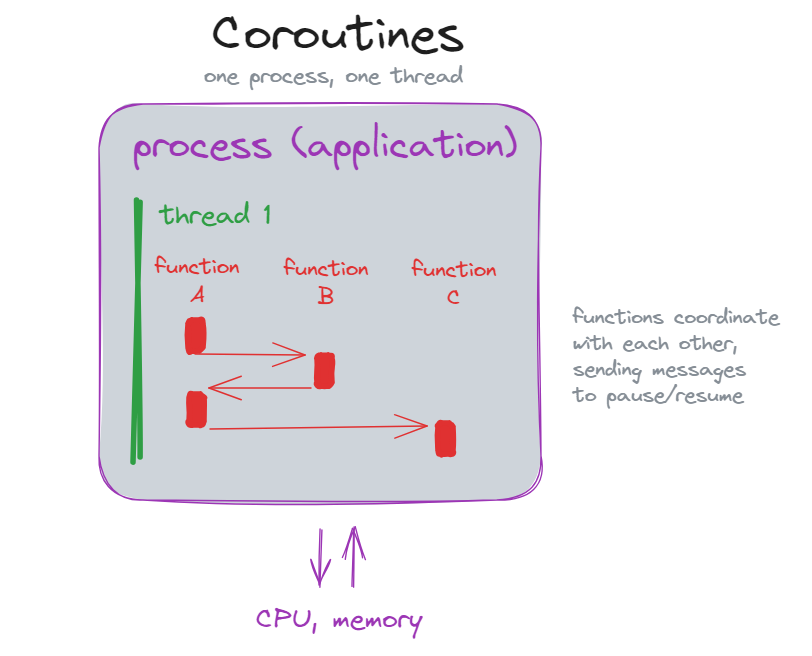 Coroutines
one process, one thread
process (application)
thread 1
function
A
function
B
function
C
functions coordinate
with each other,
sending messages
to pause/resume
CPU, memory